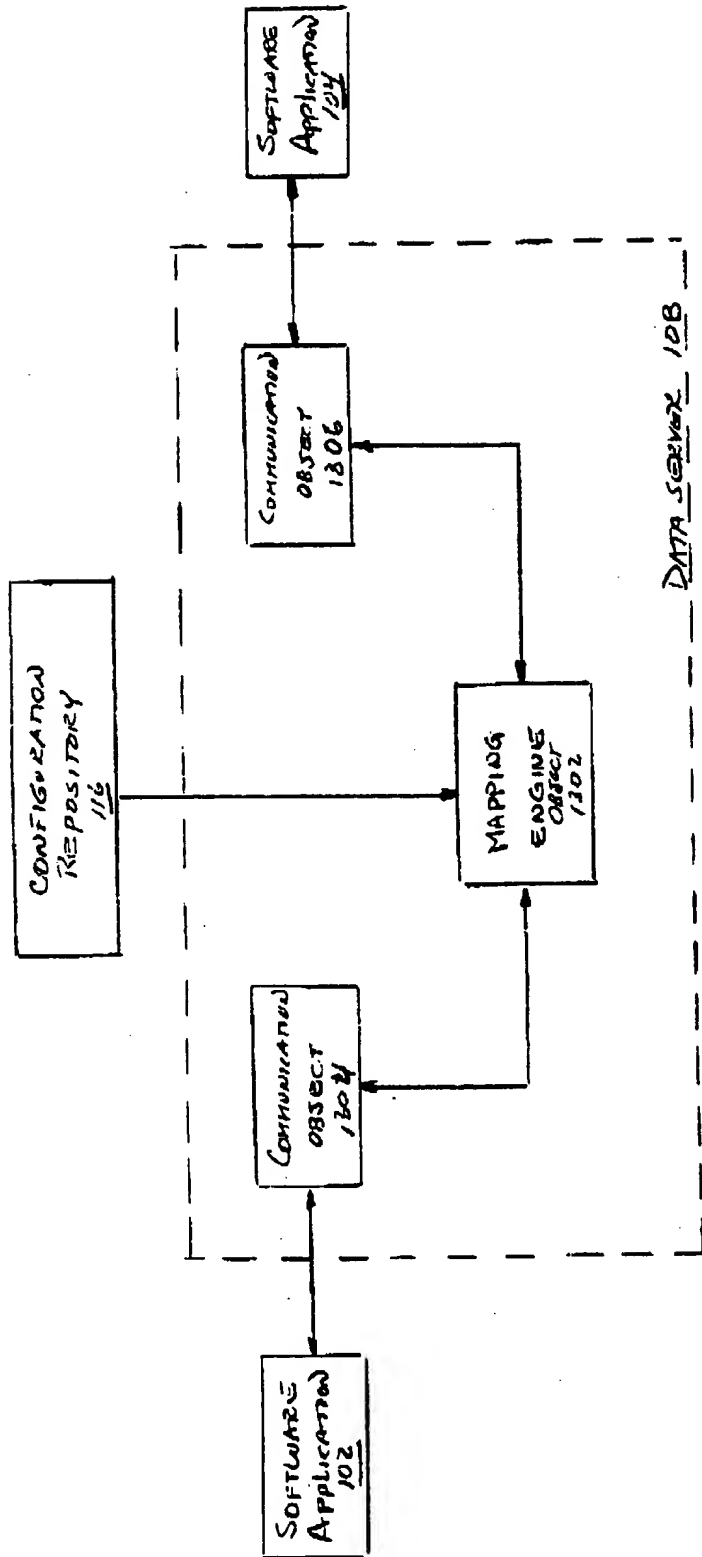 CONFIGURATION
REPOSITORY
116
SOFTWARE
Application
102
COMMUNICATION
OBJECT
1304
MAPPING
ENGINE
OBJECT
1302
COMMUNICATION
OBJECT
1306
SOFTWARE
Application
104
DATA SERVER 108